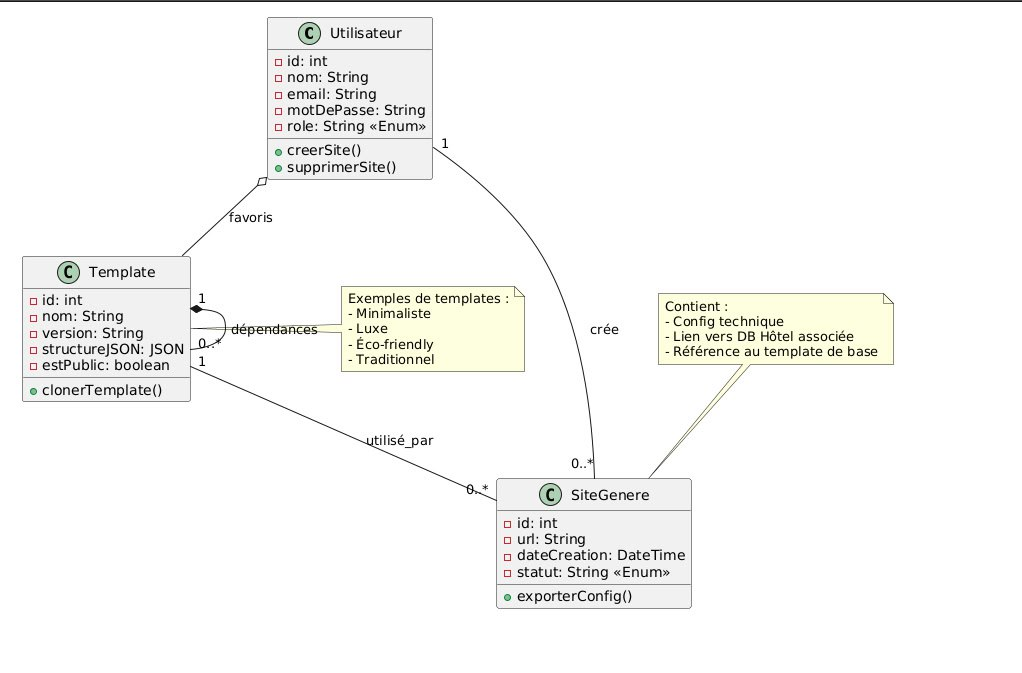 C Utilisateur
id: int
nom: String
email: String
motDePasse: String
role: String «Enum»
creerSite()
supprimerSite()
1
favoris
C Template
id: int
nom: String
version: String
structureJSON: JSON
estPublic: boolean
clonerTemplate()
1
dépendances
0..*
1
Exemples de templates :
- Minimaliste
- Luxe
- Éco-friendly
- Traditionnel
crée
Contient :
- Config technique
- Lien vers DB Hôtel associée
- Référence au template de base
utilisé_par
0..*
0..*
C SiteGenere
id: int
url: String
dateCreation: DateTime
statut: String «Enum»
exporterConfig()